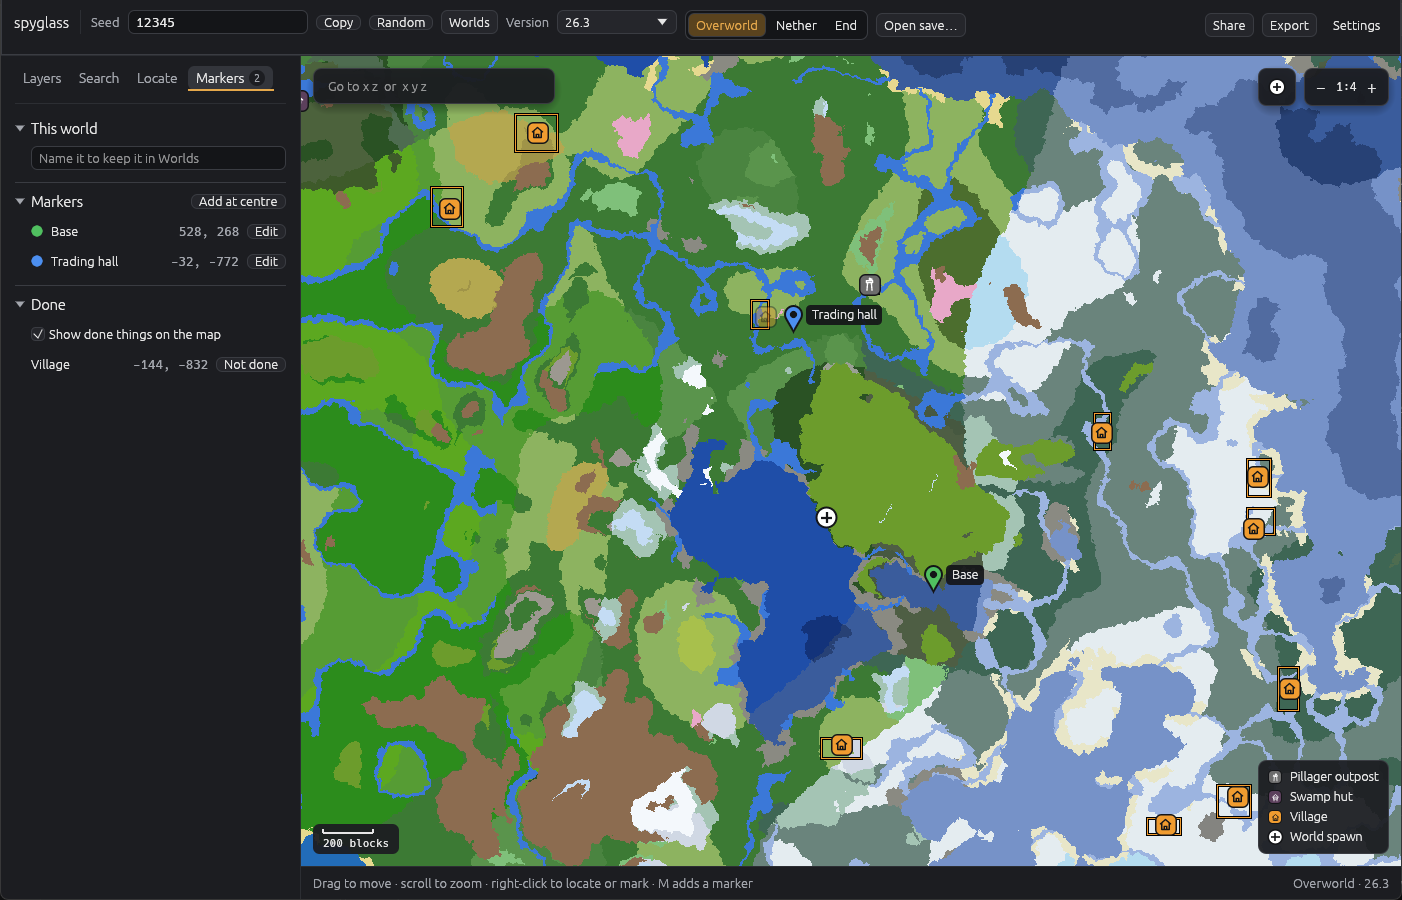 spyglass
Seed
12345
Copy
Random
Worlds
Version
26.3
Overworld
Nether
End
Open save…
Share
Export
Settings
Layers
Search
Locate
Markers
2
This world
Name it to keep it in Worlds
Markers
Add at centre
Base
528, 268
Edit
Trading hall
-32, -772
Edit
Done
Show done things on the map
Village
-144, -832
Not done
Go to x z or x y z
− 1:4 +
Trading hall
Base
Pillager outpost
Swamp hut
Village
World spawn
200 blocks
Drag to move · scroll to zoom · right-click to locate or mark · M adds a marker
Overworld · 26.3